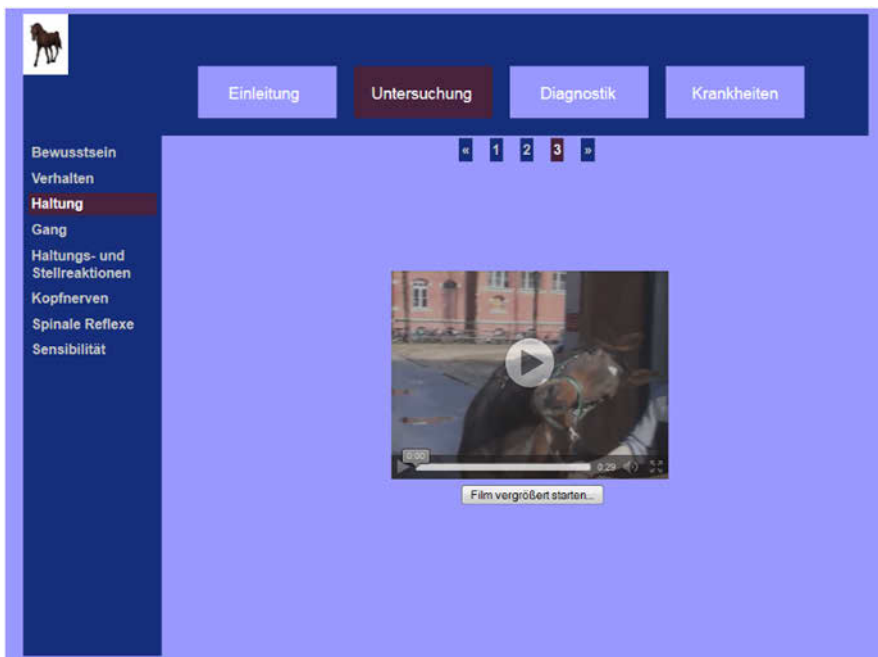 Einleitung
Untersuchung
Diagnostik
Krankheiten
« 1 2 3 »
Bewusstsein
Verhalten
Haltung
Gang
Haltungs- und
Stellreaktionen
Kopfnerven
Spinale Reflexe
Sensibilität
0:00
0:29
Film vergrößert starten...